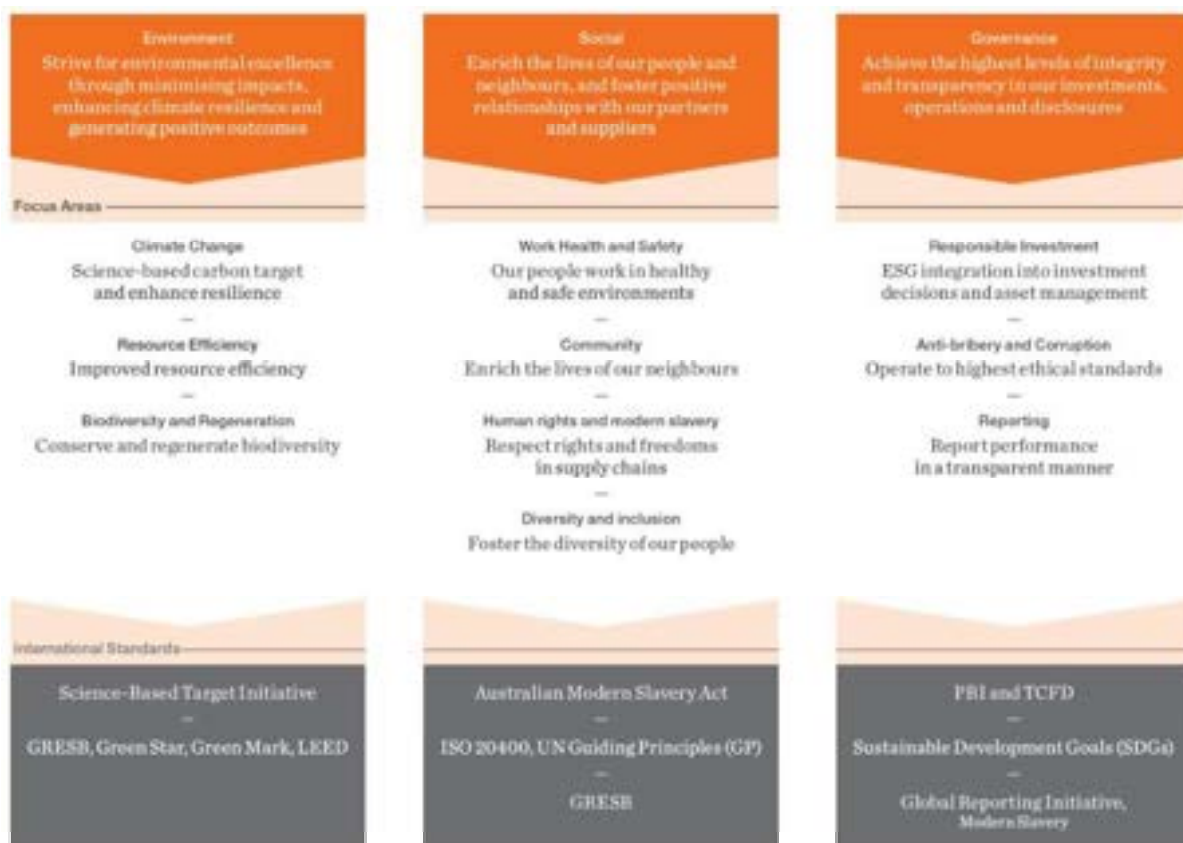 Environment
Strive for environmental excellence
through minimising impacts,
enhancing climate resilience and
generating positive outcomes
Social
Enrich the lives of our people and
neighbours, and foster positive
relationships with our partners
and suppliers
Governance
Achieve the highest levels of integrity
and transparency in our investments,
operations and disclosures
Focus Areas
Climate Change
Science-based carbon target
and enhance resilience
—
Resource Efficiency
Improved resource efficiency
—
Biodiversity and Regeneration
Conserve and regenerate biodiversity
Work Health and Safety
Our people work in healthy
and safe environments
—
Community
Enrich the lives of our neighbours
—
Human rights and modern slavery
Respect rights and freedoms
in supply chains
—
Diversity and inclusion
Foster the diversity of our people
Responsible Investment
ESG integration into investment
decisions and asset management
—
Anti-bribery and Corruption
Operate to highest ethical standards
—
Reporting
Report performance
in a transparent manner
International Standards
Science-Based Target Initiative
—
GRESB, Green Star, Green Mark, LEED
Australian Modern Slavery Act
—
ISO 20400, UN Guiding Principles (GP)
—
GRESB
and TCFD
—
Sustainable Development Goals (SDGs)
—
Global Reporting Initiative,
Modern Slavery